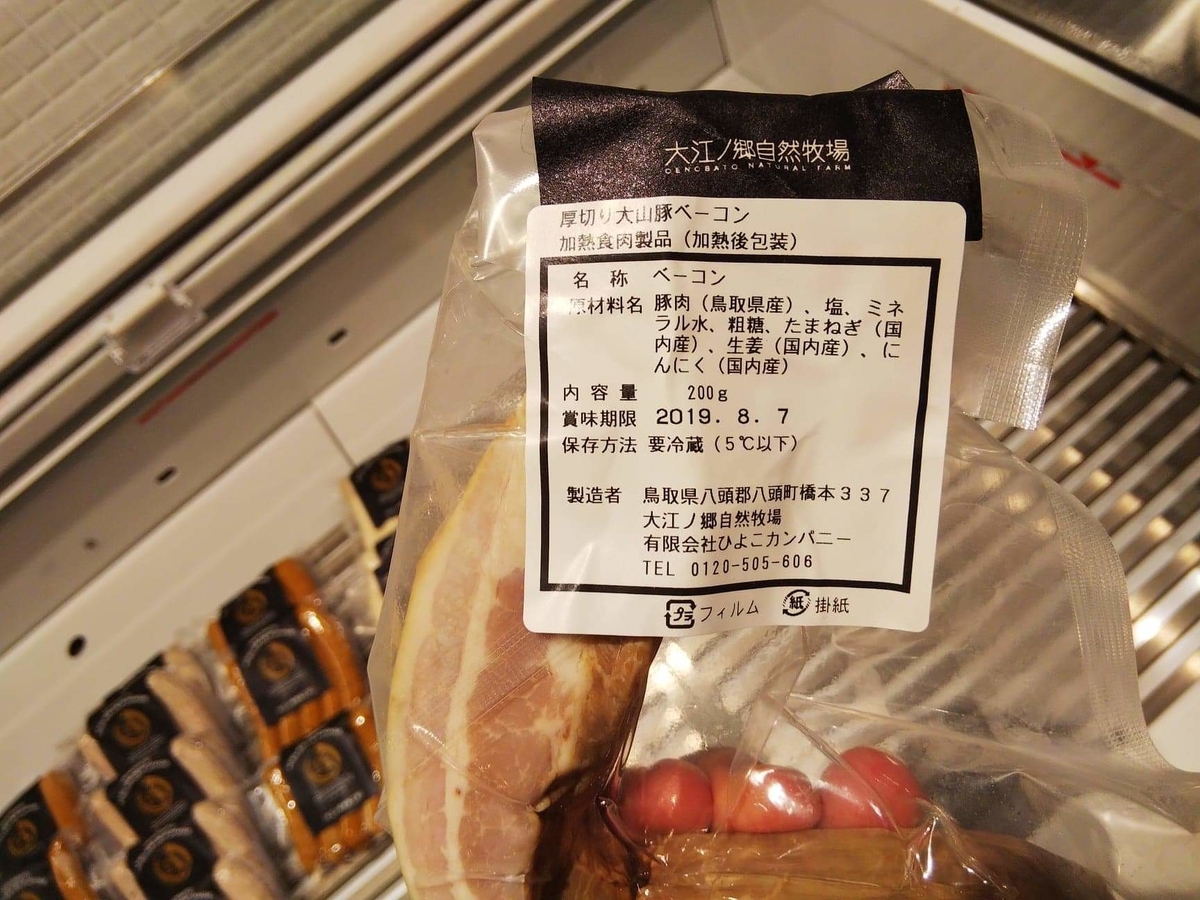 大江ノ郷自然牧場
OENOSATO NATURAL FARM
厚切り大山豚ベーコン
加熱食肉製品（加熱後包装）
名 称 ベーコン
原材料名 豚肉（鳥取県産）、塩、ミネ
ラル水、粗糖、たまねぎ（国
内産）、生姜（国内産）、に
んにく（国内産）
内 容 量 200g
賞味期限 2019. 8. 7
保存方法 要冷蔵（5℃以下）
製造者 鳥取県八頭郡八頭町橋本３３７
大江ノ郷自然牧場
有限会社ひよこカンパニー
TEL 0120-505-606
プラ フィルム 紙 掛紙